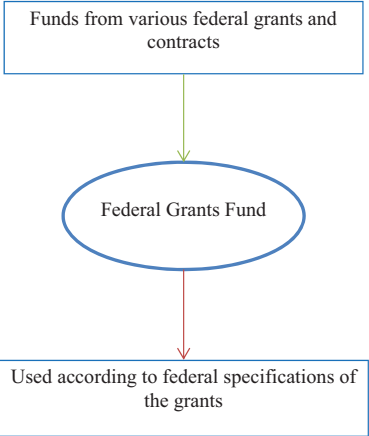 Funds from various federal grants and
contracts
Federal Grants Fund
Used according to federal specifications of
the grants